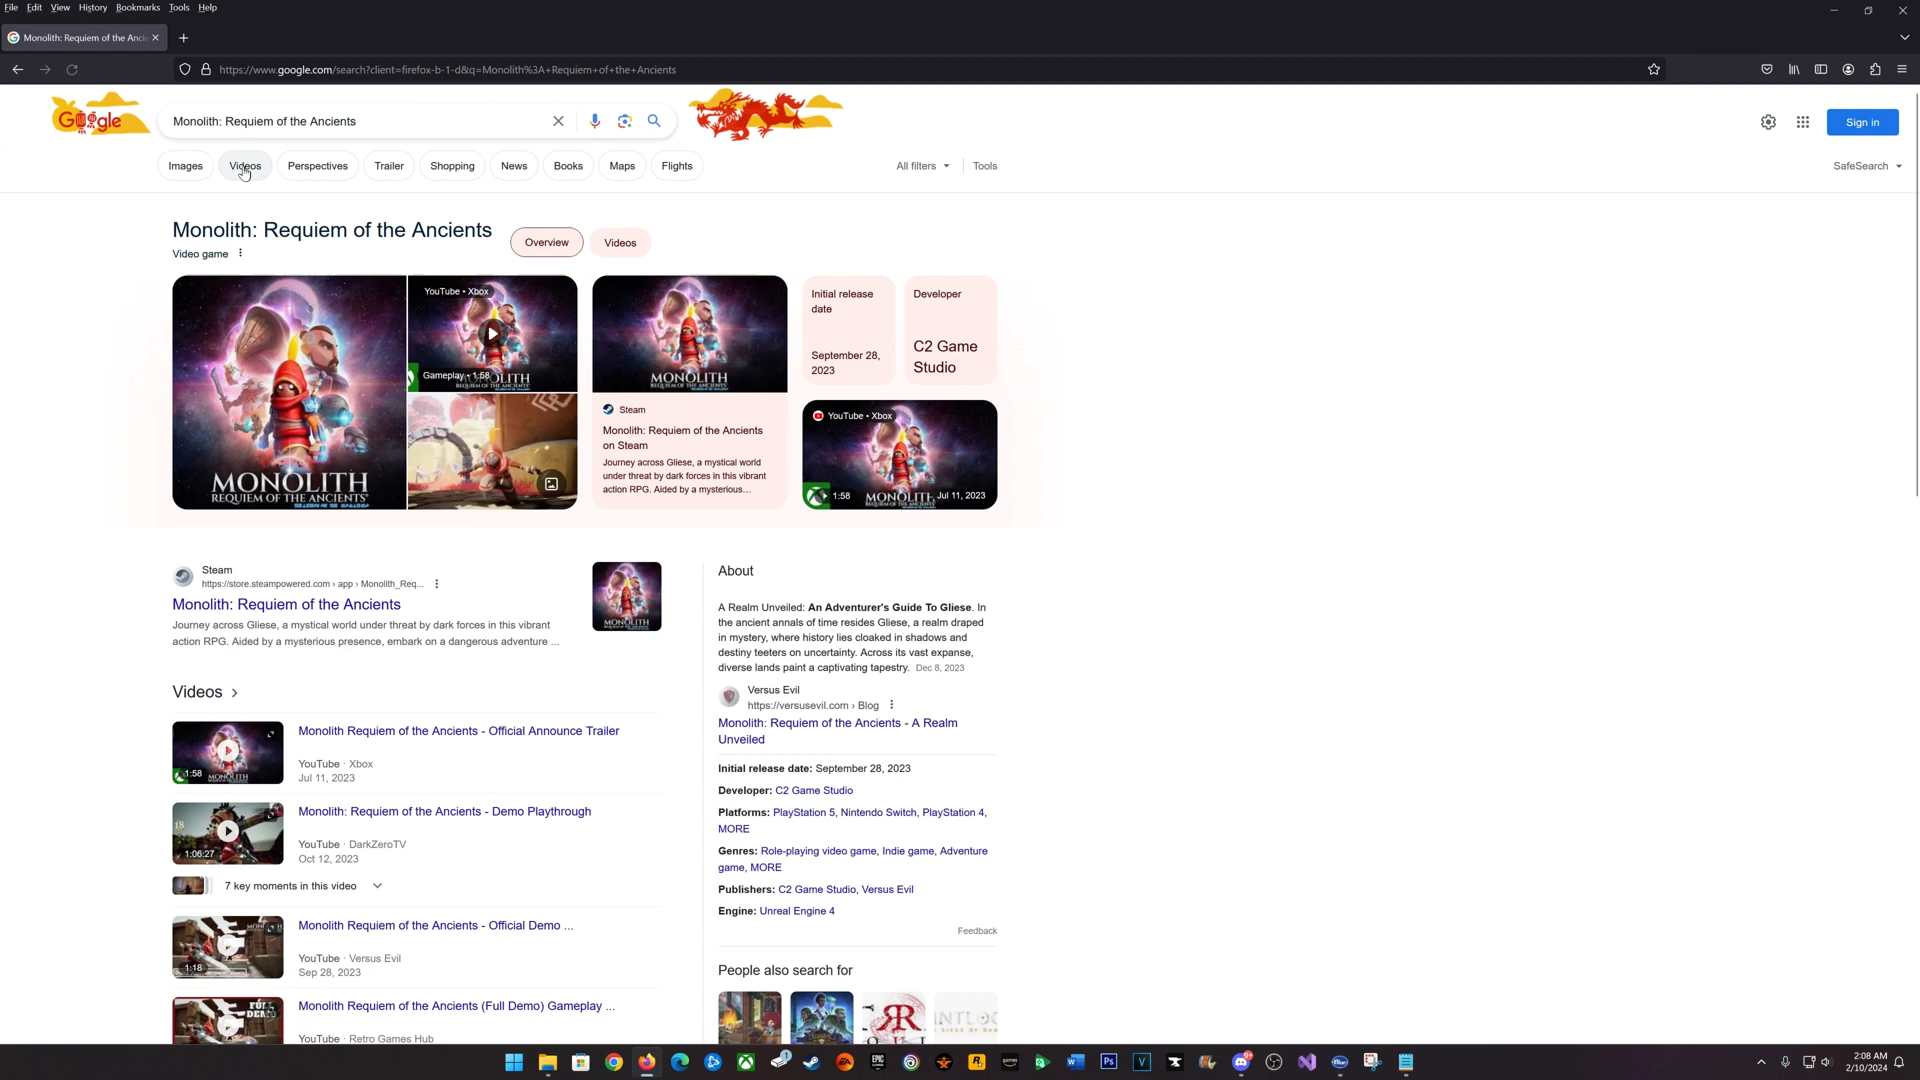 File Edit View History Bookmarks Tools Help
Monolith: Requiem of the Ancie
https://www.google.com/search?client=firefox-b-1-d&q=Monolith%3A+Requiem+of+the+Ancients
Google
Monolith: Requiem of the Ancients
Sign in
Images Videos Perspectives Trailer Shopping News Books Maps Flights
All filters Tools
SafeSearch
Monolith: Requiem of the Ancients
Video game
Overview Videos
MONOLITH
REQUIEM OF THE ANCIENTS
YouTube • Xbox
Gameplay • 1:58
MONOLITH
Steam
Monolith: Requiem of the Ancients
on Steam
Journey across Gliese, a mystical world
under threat by dark forces in this vibrant
action RPG. Aided by a mysterious...
Initial release
date
September 28,
2023
Developer
C2 Game
Studio
YouTube • Xbox
1:58
MONOLITH
Jul 11, 2023
Steam
https://store.steampowered.com › app › Monolith_Req...
Monolith: Requiem of the Ancients
Journey across Gliese, a mystical world under threat by dark forces in this vibrant
action RPG. Aided by a mysterious presence, embark on a dangerous adventure ...
MONOLITH
Videos
Monolith Requiem of the Ancients - Official Announce Trailer
YouTube · Xbox
Jul 11, 2023
1:58
Monolith: Requiem of the Ancients - Demo Playthrough
YouTube · DarkZeroTV
Oct 12, 2023
1:06:27
7 key moments in this video
Monolith Requiem of the Ancients - Official Demo ...
YouTube · Versus Evil
Sep 28, 2023
1:18
Monolith Requiem of the Ancients (Full Demo) Gameplay ...
YouTube · Retro Games Hub
FULL
DEMO
About
A Realm Unveiled: An Adventurer's Guide To Gliese. In
the ancient annals of time resides Gliese, a realm draped
in mystery, where history lies cloaked in shadows and
destiny teeters on uncertainty. Across its vast expanse,
diverse lands paint a captivating tapestry. Dec 8, 2023
Versus Evil
https://versusevil.com › Blog
Monolith: Requiem of the Ancients - A Realm
Unveiled
Initial release date: September 28, 2023
Developer: C2 Game Studio
Platforms: PlayStation 5, Nintendo Switch, PlayStation 4,
MORE
Genres: Role-playing video game, Indie game, Adventure
game, MORE
Publishers: C2 Game Studio, Versus Evil
Engine: Unreal Engine 4
Feedback
People also search for
2:08 AM
2/10/2024